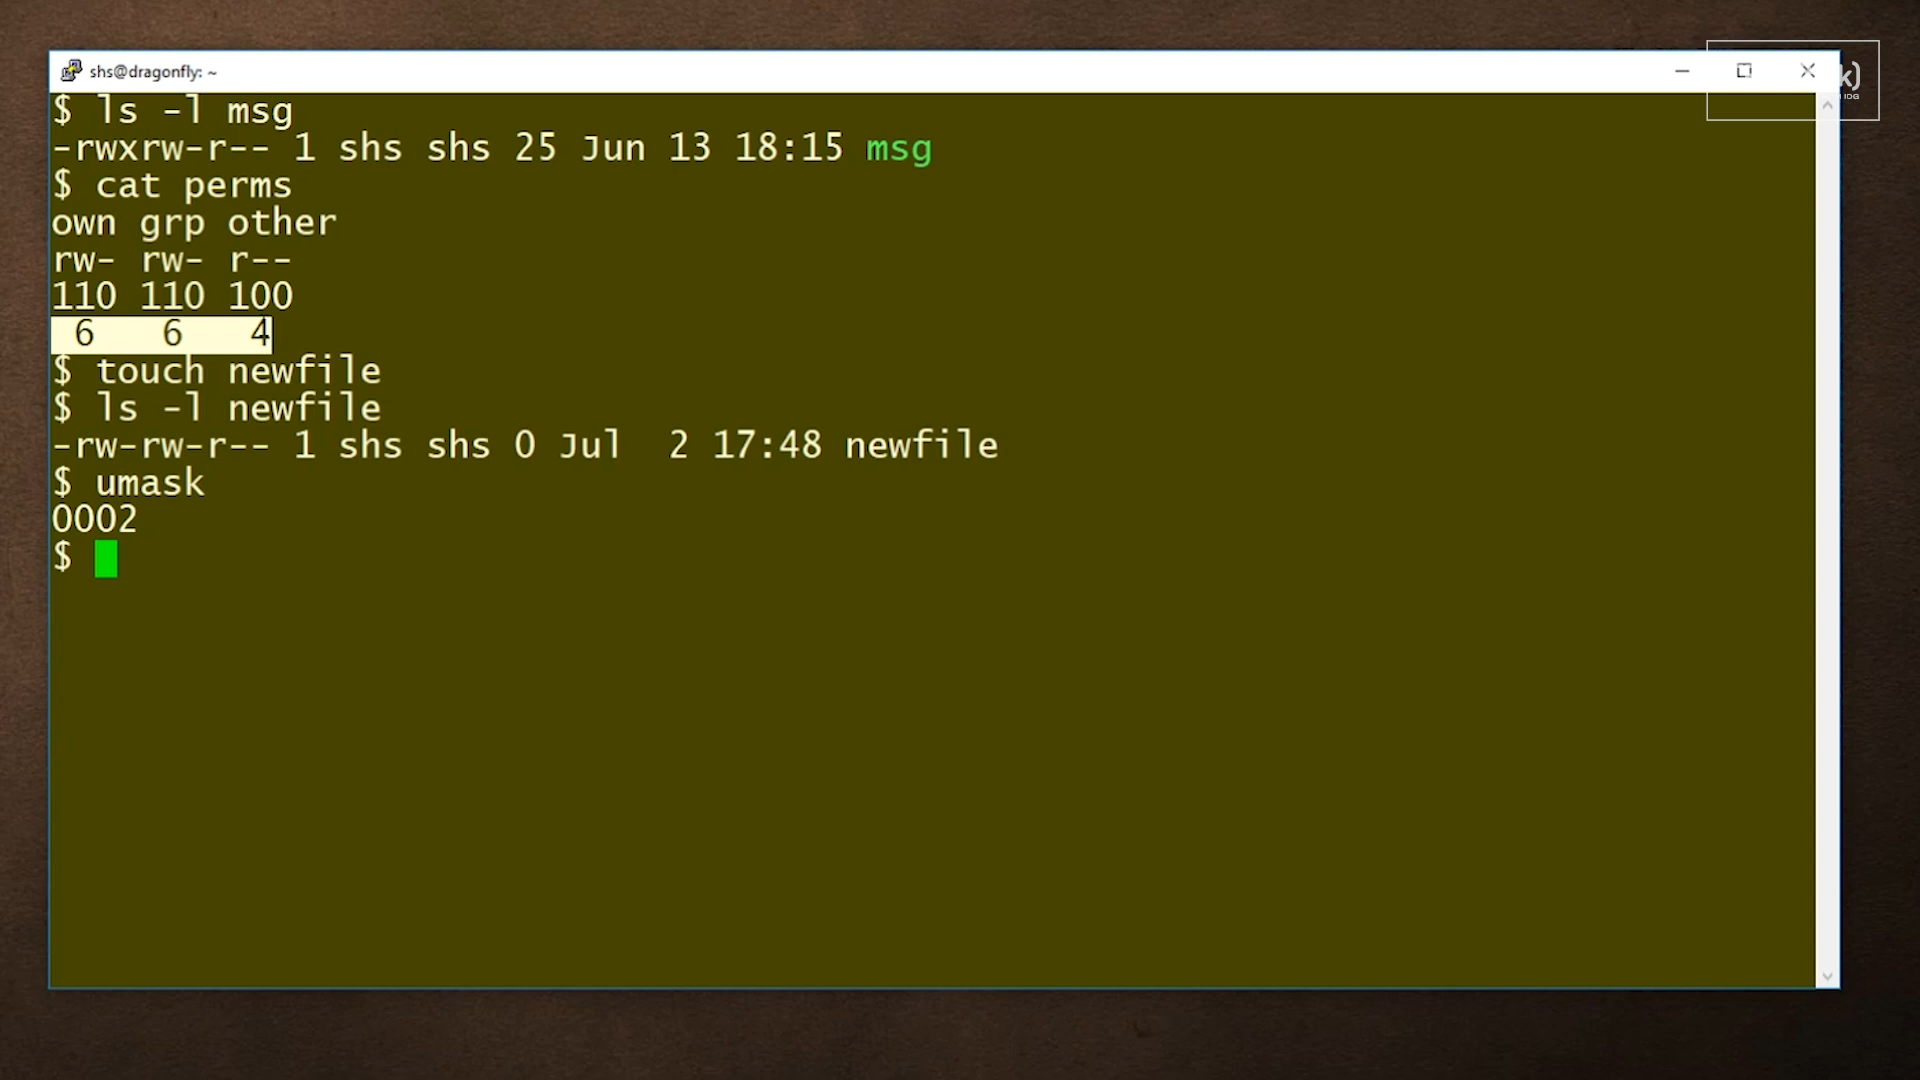 shs@dragonfly: ~
$ ls -l msg
-rwxrw-r-- 1 shs shs 25 Jun 13 18:15 msg
$ cat perms
own grp other
rw- rw- r--
110 110 100
6 6 4
$ touch newfile
$ ls -l newfile
-rw-rw-r-- 1 shs shs 0 Jul  2 17:48 newfile
$ umask
0002
$
k)
IDG